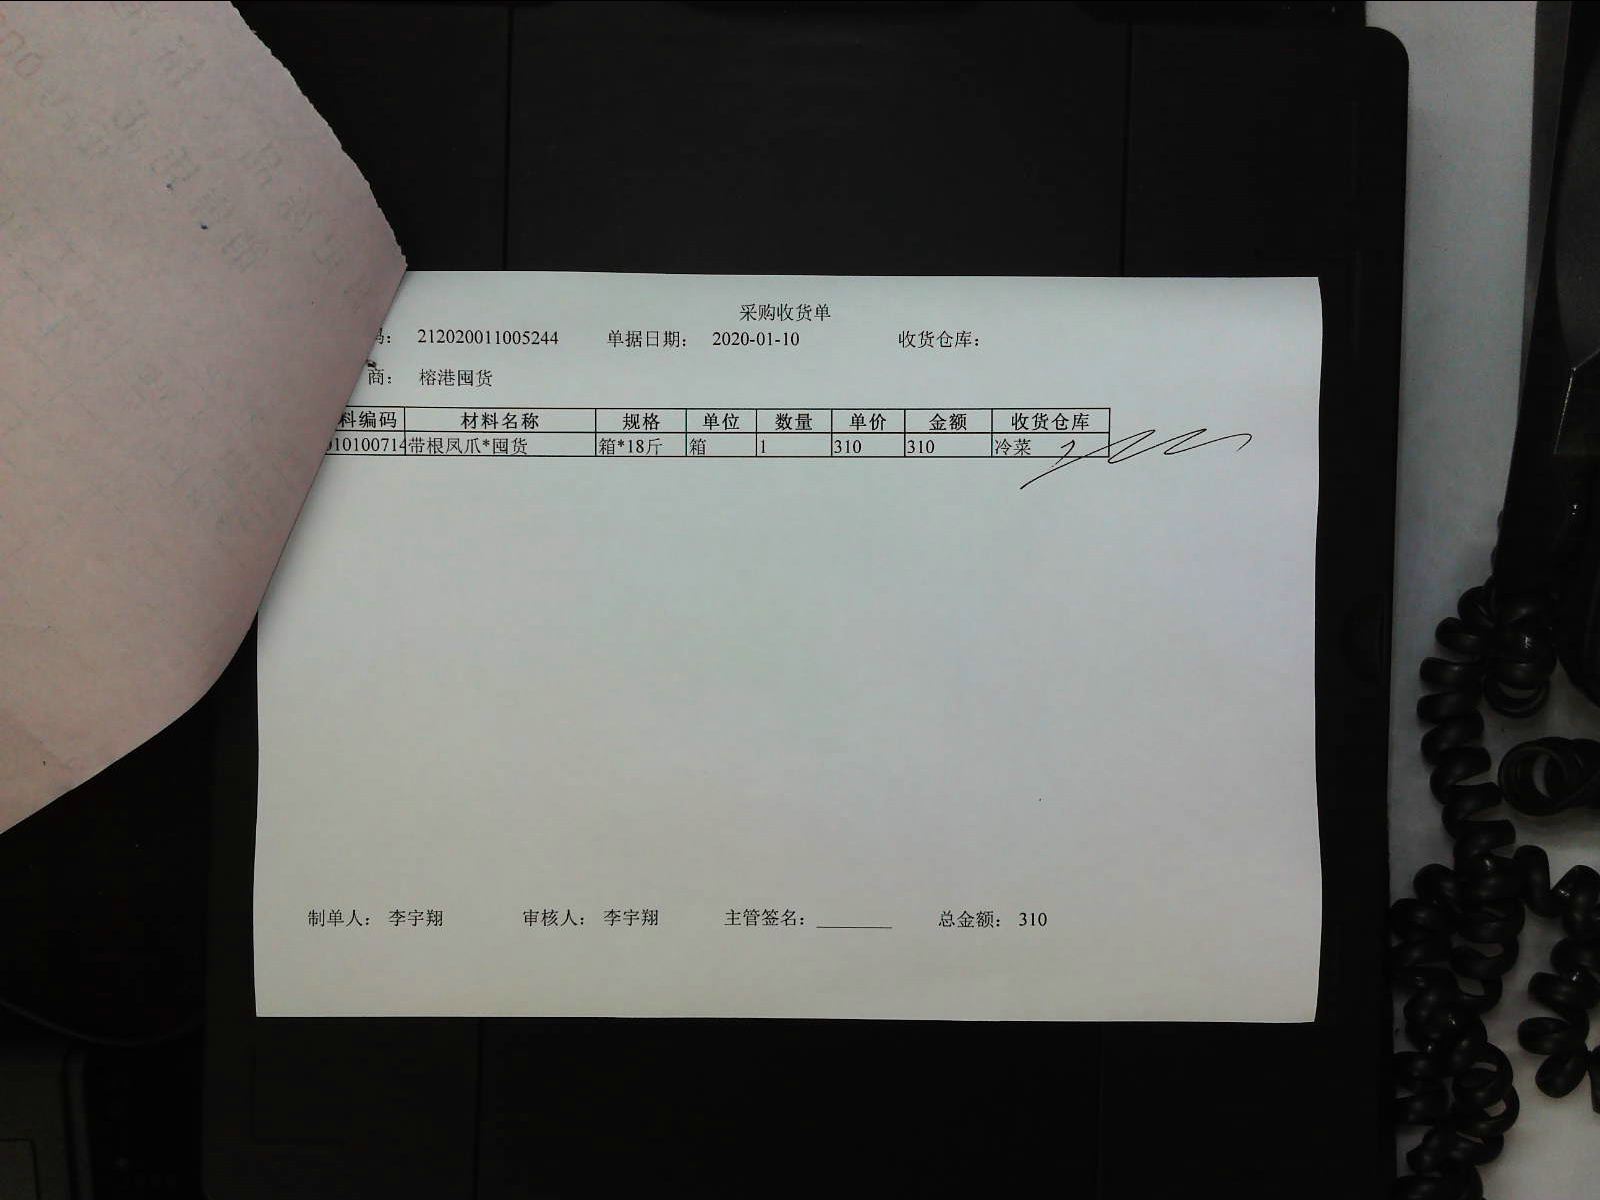 采购收货单
码： 212020011005244 单据日期： 2020-01-10 收货仓库：
商： 榕港囤货
料编码 材料名称 规格 单位 数量 单价 金额 收货仓库
10100714 带根凤爪*囤货 箱*18斤 箱 1 310 310 冷菜
制单人： 李宇翔 审核人： 李宇翔 主管签名：________ 总金额： 310